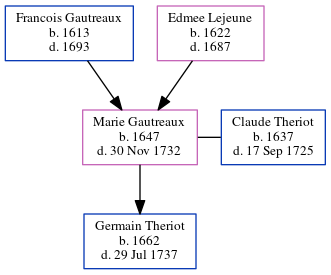 Francois Gautreaux
b. 1613
d. 1693
Edmee Lejeune
b. 1622
d. 1687
Marie Gautreaux
b. 1647
d. 30 Nov 1732
Claude Theriot
b. 1637
d. 17 Sep 1725
Germain Theriot
b. 1662
d. 29 Jul 1737